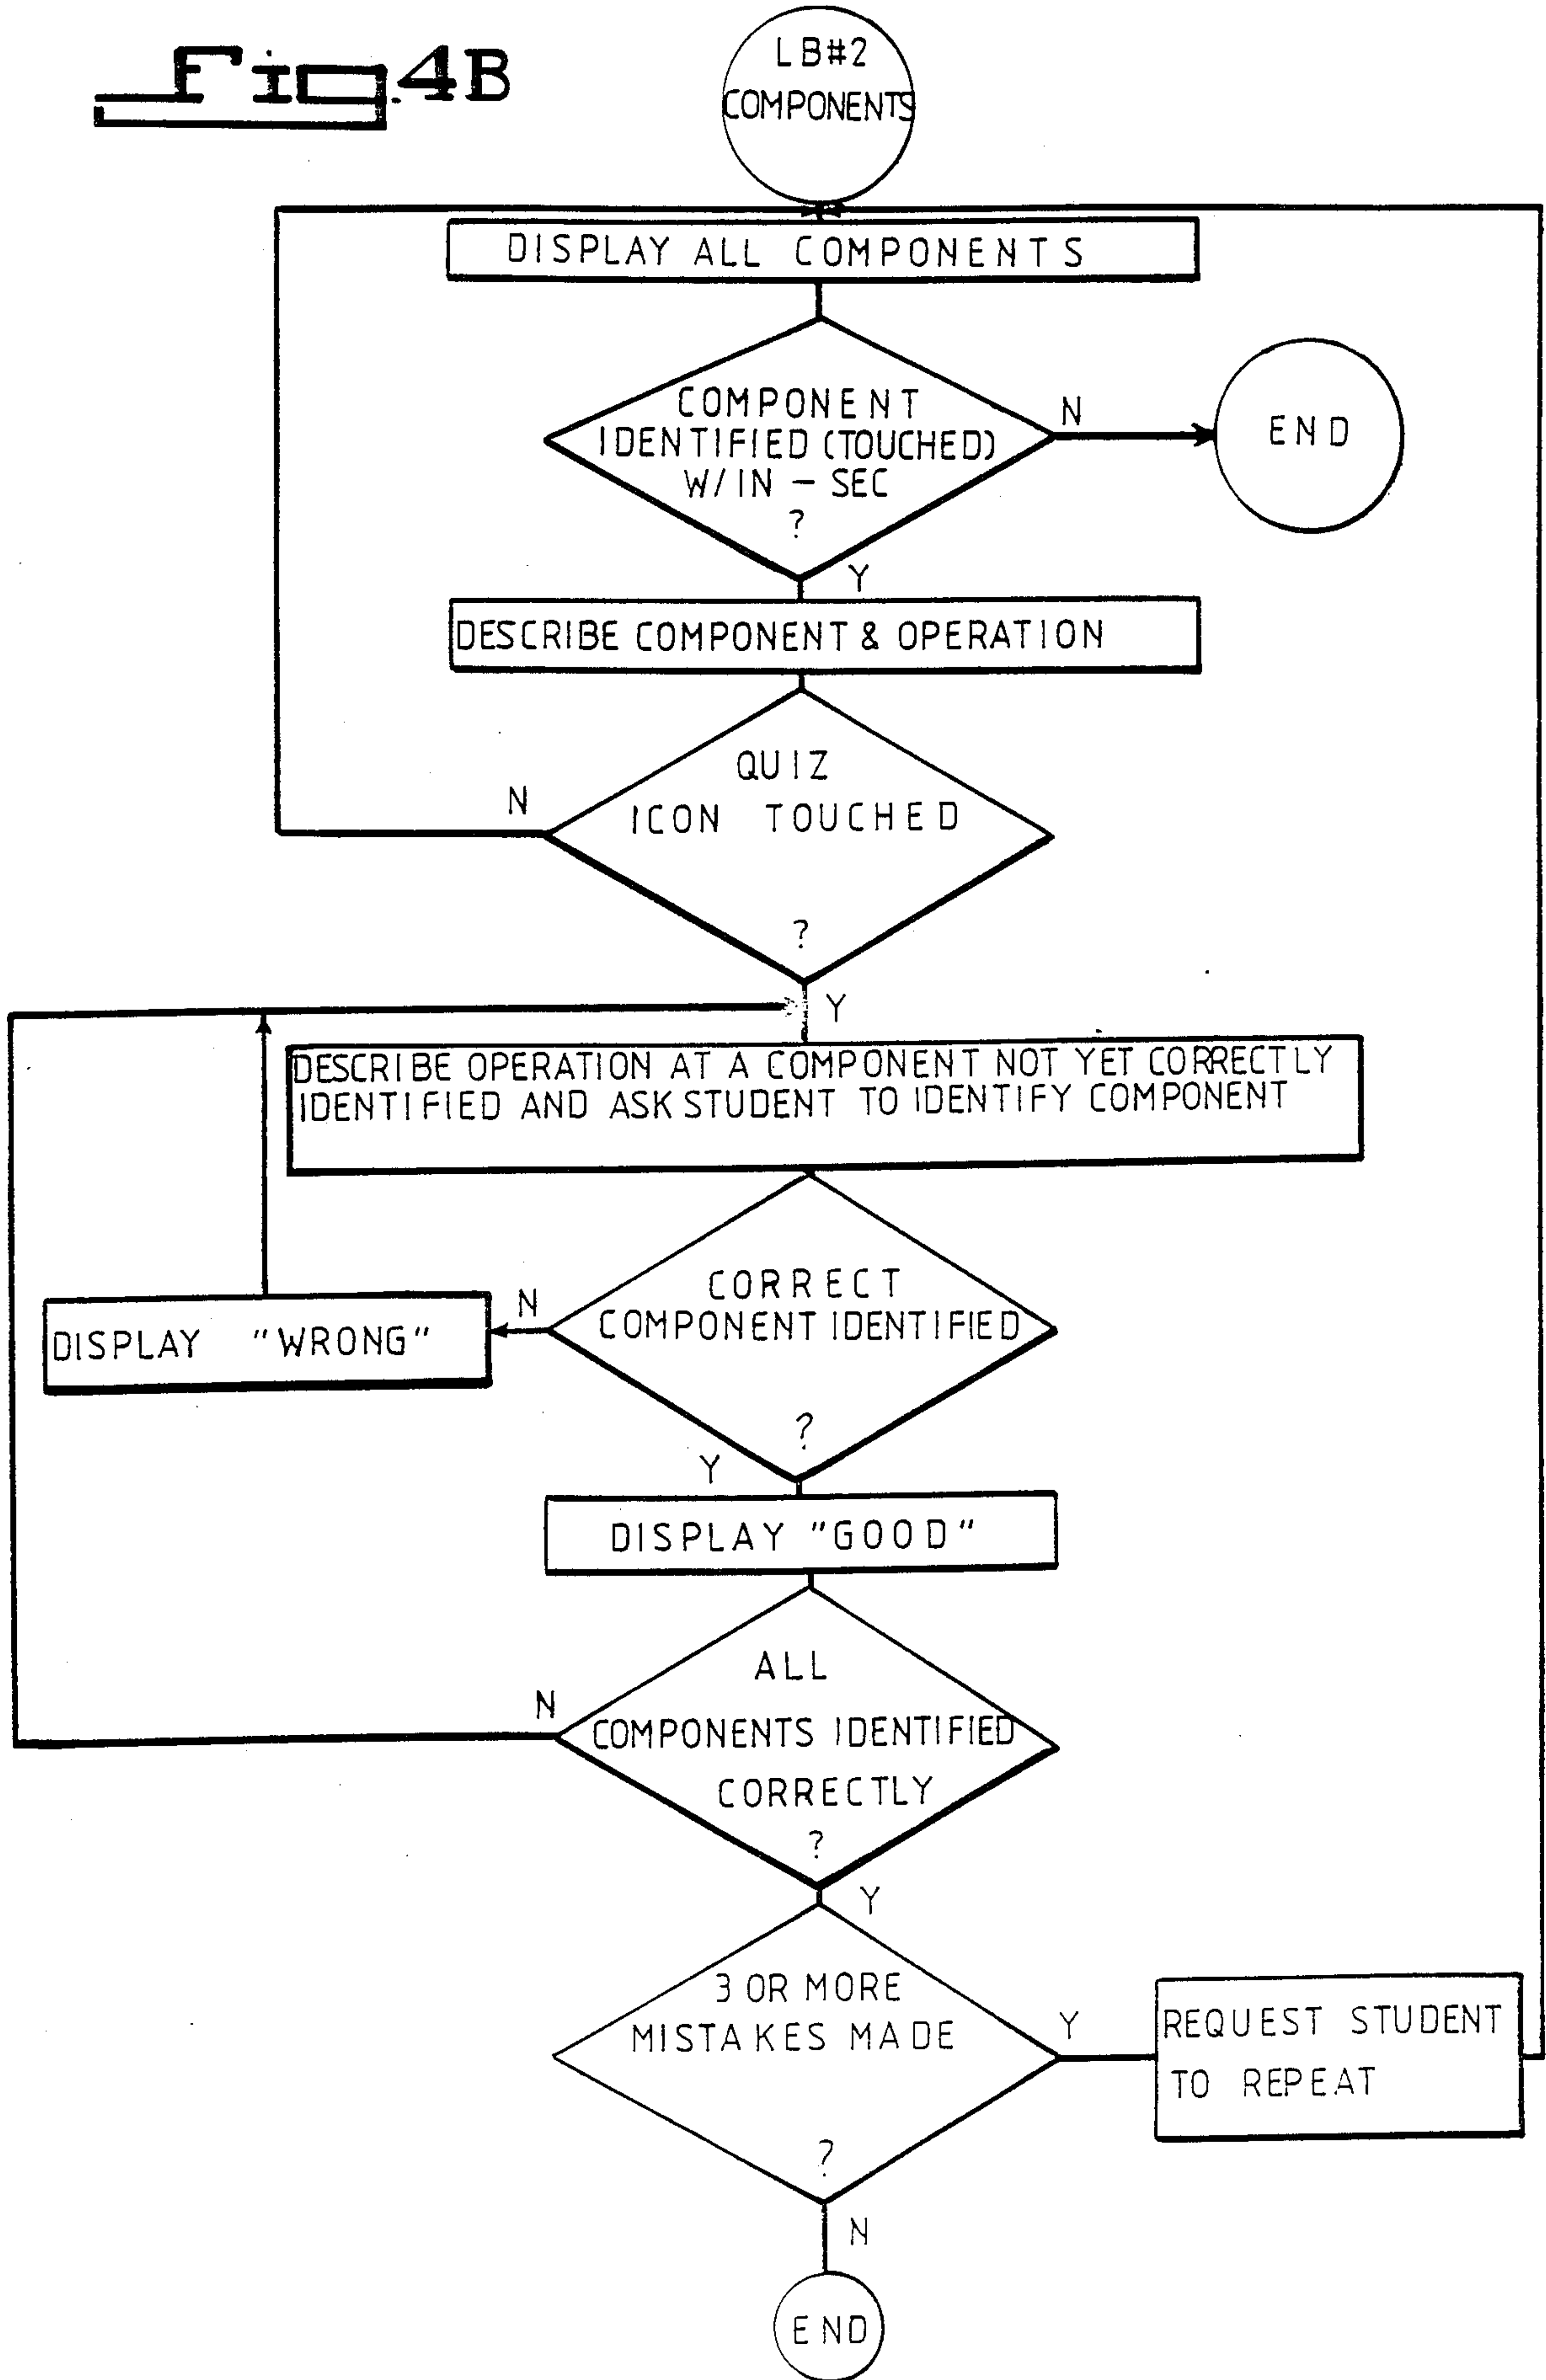 Fig.4B
LB#2
COMPONENTS
DISPLAY ALL COMPONENTS
COMPONENT
IDENTIFIED (TOUCHED)
W/IN – SEC
?
N
END
Y
DESCRIBE COMPONENT & OPERATION
QUIZ
ICON TOUCHED
?
N
Y
DESCRIBE OPERATION AT A COMPONENT NOT YET CORRECTLY
IDENTIFIED AND ASK STUDENT TO IDENTIFY COMPONENT
CORRECT
COMPONENT IDENTIFIED
?
N
DISPLAY "WRONG"
Y
DISPLAY "GOOD"
ALL
COMPONENTS IDENTIFIED
CORRECTLY
?
N
Y
3 OR MORE
MISTAKES MADE
?
Y
REQUEST STUDENT
TO REPEAT
N
END